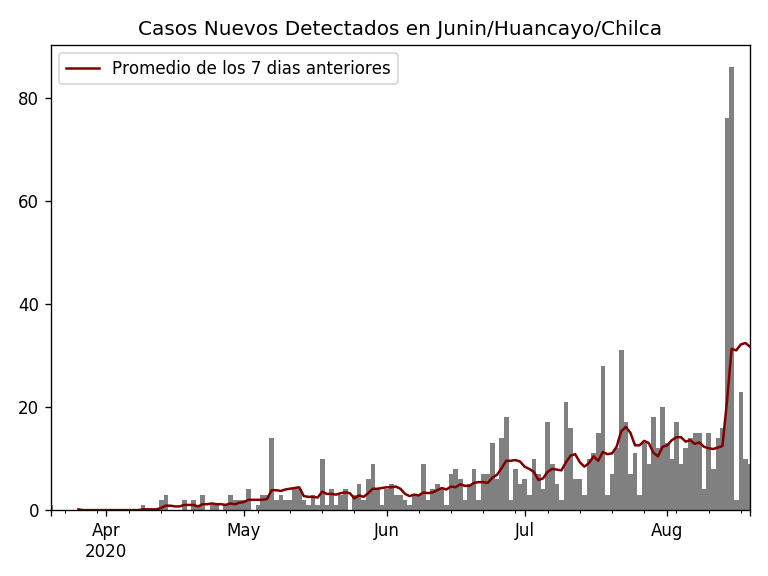 Casos Nuevos Detectados en Junin/Huancayo/Chilca
Promedio de los 7 dias anteriores
80
60
40
20
0
Apr
2020
May
Jun
Jul
Aug